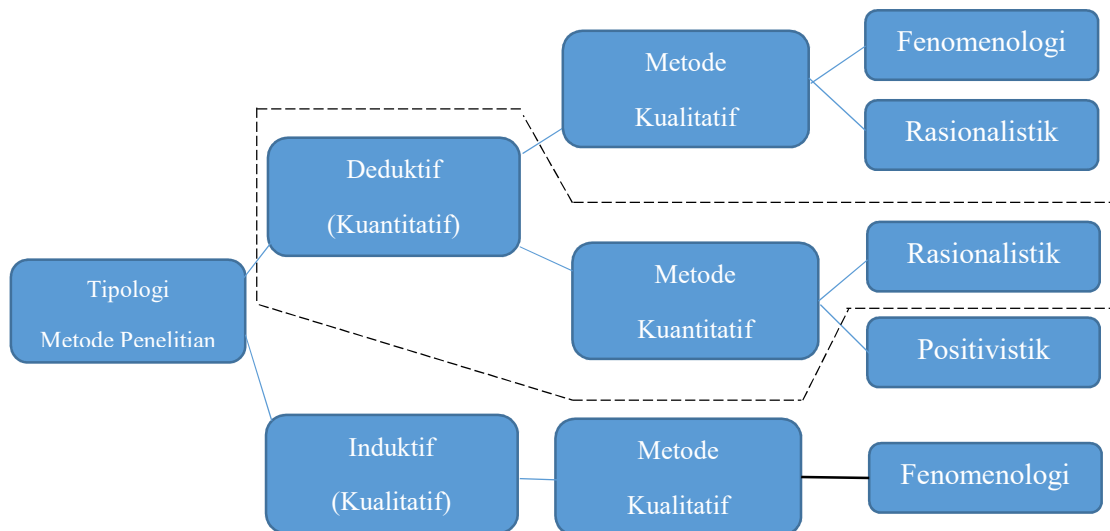 Tipologi
Metode Penelitian
Deduktif
(Kuantitatif)
Metode
Kualitatif
Fenomenologi
Rasionalistik
Metode
Kuantitatif
Rasionalistik
Positivistik
Induktif
(Kualitatif)
Metode
Kualitatif
Fenomenologi